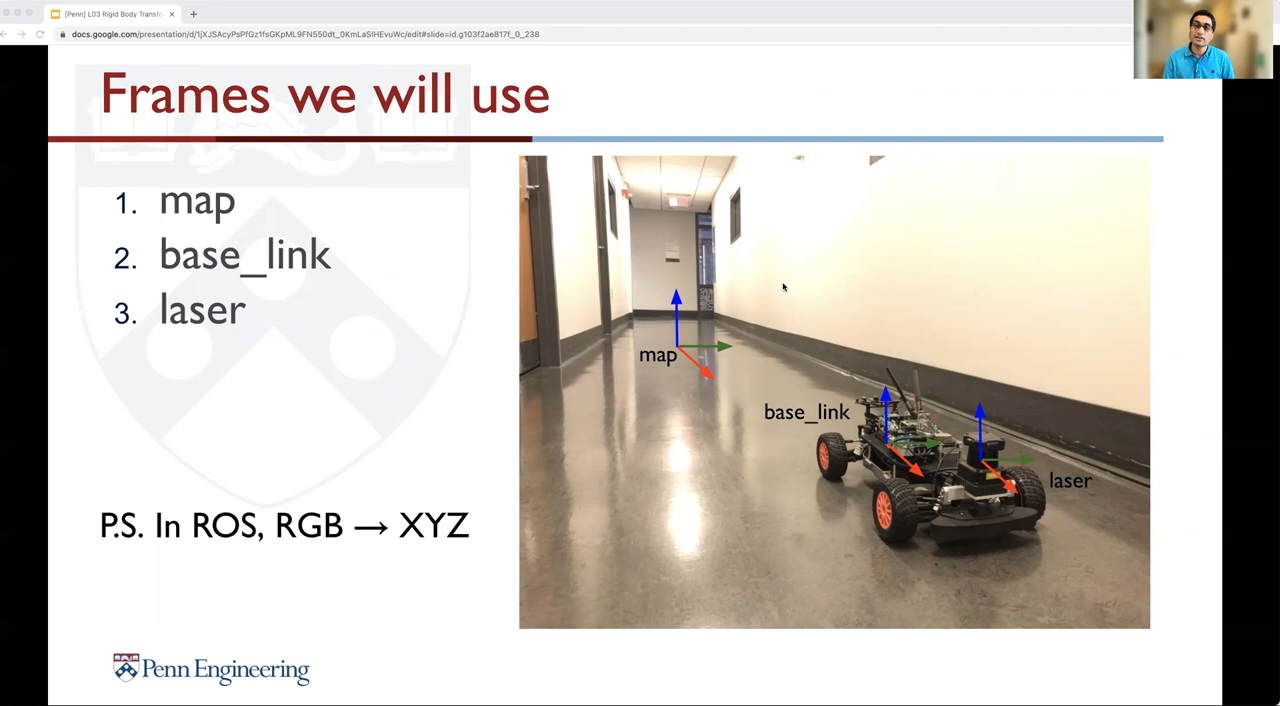 [Penn] L03 Rigid Body Transfo
docs.google.com/presentation/d/1jXJSAcyPsPfGz1fsGKpML9FN550dt_0KmLaSIHEvuWc/edit#slide=id.g103f2ae817f_0_238
Frames we will use
1. map
2. base_link
3. laser
map
base_link
laser
P.S. In ROS, RGB → XYZ
Penn Engineering